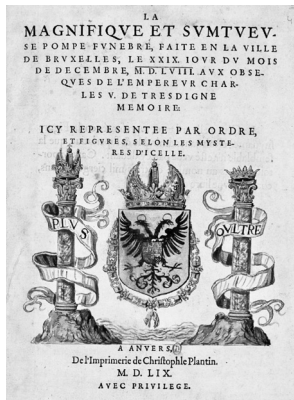 LA
MAGNIFIQVE ET SVMTVEV-
SE POMPE FVNEBRE, FAITE EN LA VILLE
DE BRVXELLES, LE XXIX. IOVR DV MOIS
DE DECEMBRE, M. D. LVIII. AVX OBSE-
QVES DE L'EMPEREVR CHAR-
LES V. DE TRESDIGNE
MEMOIRE.
ICY REPRESENTEE PAR ORDRE,
ET FIGVRES, SELON LES MYSTE-
RES D'ICELLE.
PLVS
OVLTRE
A ANVERS,
De l'Imprimerie de Christophle Plantin.
M. D. LIX.
AVEC PRIVILEGE.